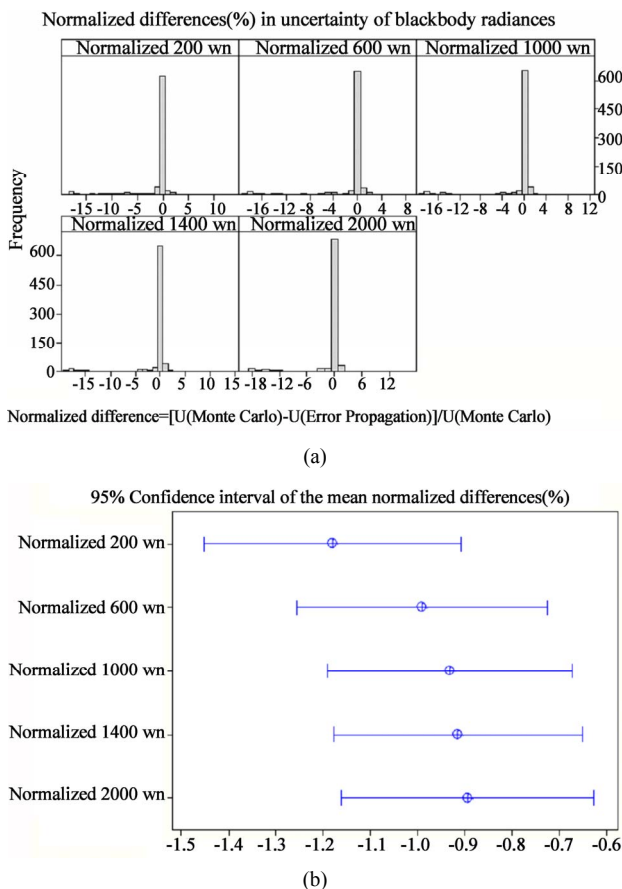 Normalized differences(%) in uncertainty of blackbody radiances
Normalized 200 wn Normalized 600 wn Normalized 1000 wn
600
450
300
150
0
-15 -10 -5 0 5 10 15 -16 -12 -8 -4 0 4 8 -16 -12 -8 -4 0 4 8 12
Frequency
Normalized 1400 wn Normalized 2000 wn
600
450
300
150
0
-15 -10 -5 0 5 10 15 -18 -12 -6 0 6 12
Normalized difference=[U(Monte Carlo)-U(Error Propagation)]/U(Monte Carlo)
(a)
95% Confidence interval of the mean normalized differences(%)
Normalized 200 wn
Normalized 600 wn
Normalized 1000 wn
Normalized 1400 wn
Normalized 2000 wn
-1.5 -1.4 -1.3 -1.2 -1.1 -1.0 -0.9 -0.8 -0.7 -0.6
(b)